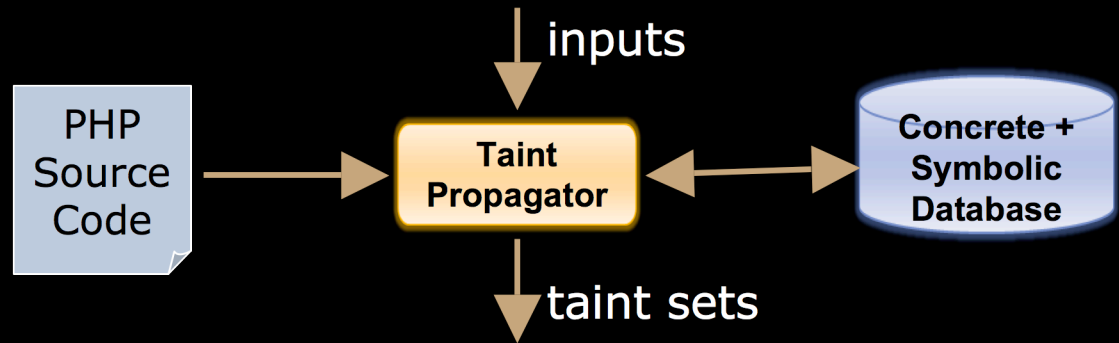 inputs
PHP
Source
Code
Taint
Propagator
Concrete +
Symbolic
Database
taint sets